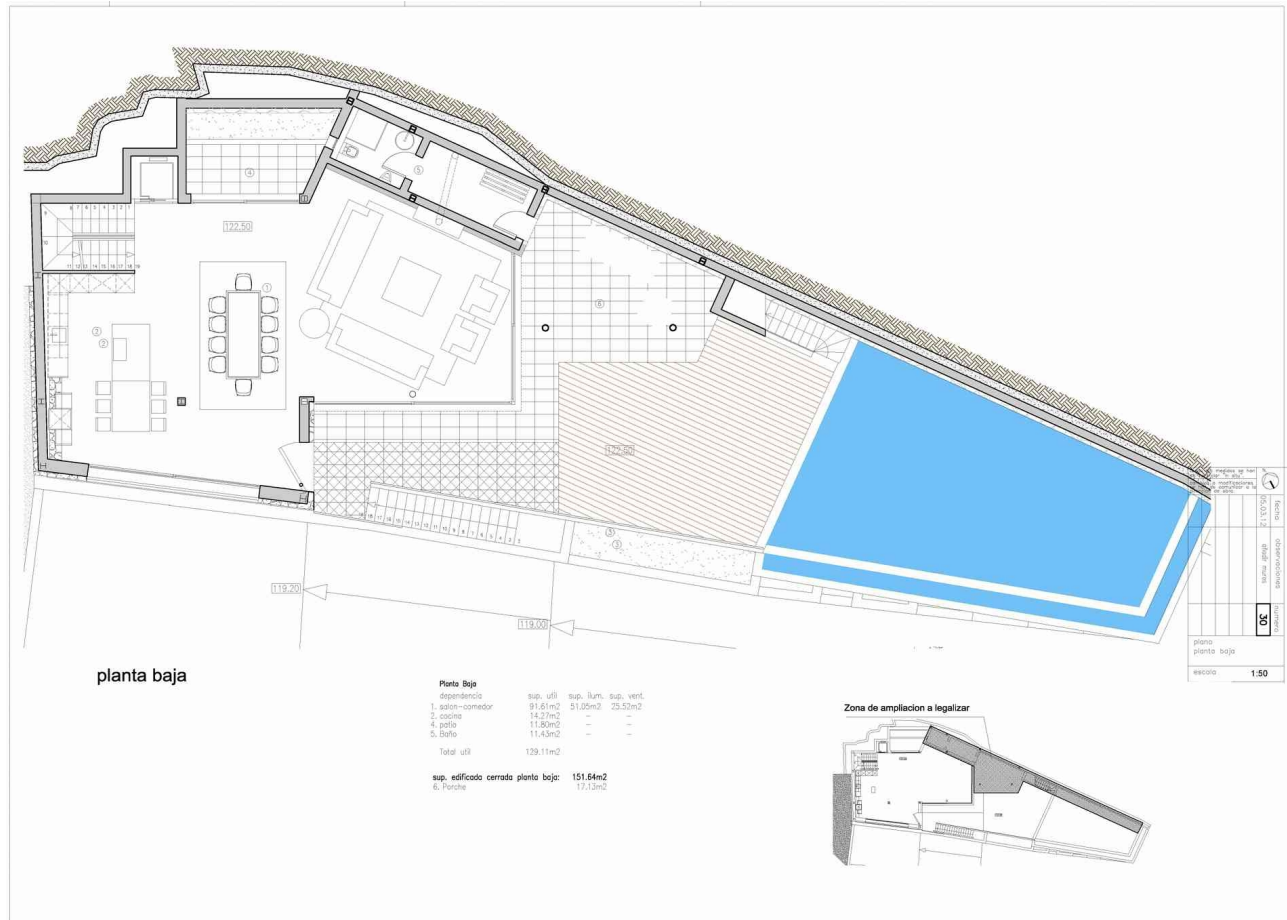 122,50
122,50
119,20
119,00
planta baja
Planta Baja
dependencia sup. util sup. ilum. sup. vent.
1. salon-comedor 91.61m2 51.05m2 25.52m2
2. cocina 14.27m2 - -
4. patio 11.80m2 - -
5. Baño 11.43m2 - -
Total util 129.11m2
sup. edificada cerrada planta baja: 151.64m2
6. Porche 17.13m2
Zona de ampliacion a legalizar
fecha observaciones numero
05.03.12 añadir muros 30
plano
planta baja
escala 1:50